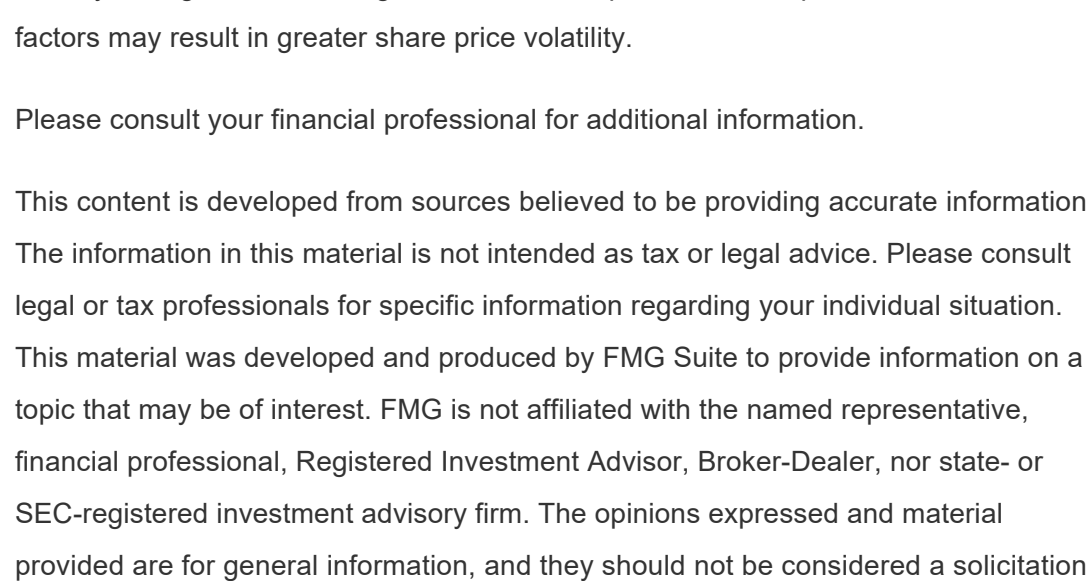 factors may result in greater share price volatility.
Please consult your financial professional for additional information.
This content is developed from sources believed to be providing accurate information
The information in this material is not intended as tax or legal advice. Please consult
legal or tax professionals for specific information regarding your individual situation.
This material was developed and produced by FMG Suite to provide information on a
topic that may be of interest. FMG is not affiliated with the named representative,
financial professional, Registered Investment Advisor, Broker-Dealer, nor state- or
SEC-registered investment advisory firm. The opinions expressed and material
provided are for general information, and they should not be considered a solicitation